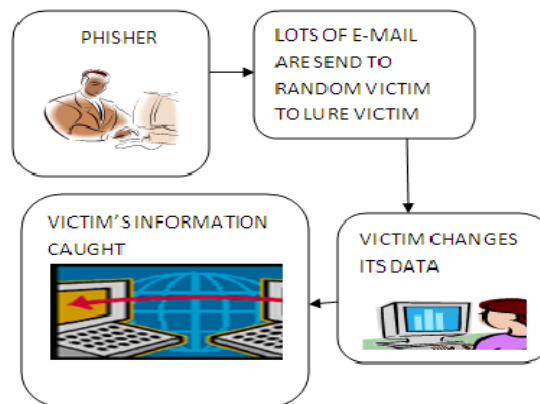 PHISHER
LOTS OF E-MAIL
ARE SEND TO
RANDOM VICTIM
TO LURE VICTIM
VICTIM CHANGES
ITS DATA
VICTIM'S INFORMATION
CAUGHT